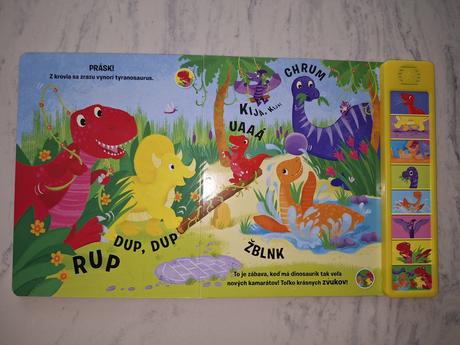 PRÁSK!
Z krovia sa zrazu vynorí tyranosaurus.
CHRUM
KIJA, KIJA!
UAAÁ
DUP, DUP
RUP
ŽBLNK
To je zábava, keď má dinosaurík tak veľa
nových kamarátov! Toľko krásnych zvukov!